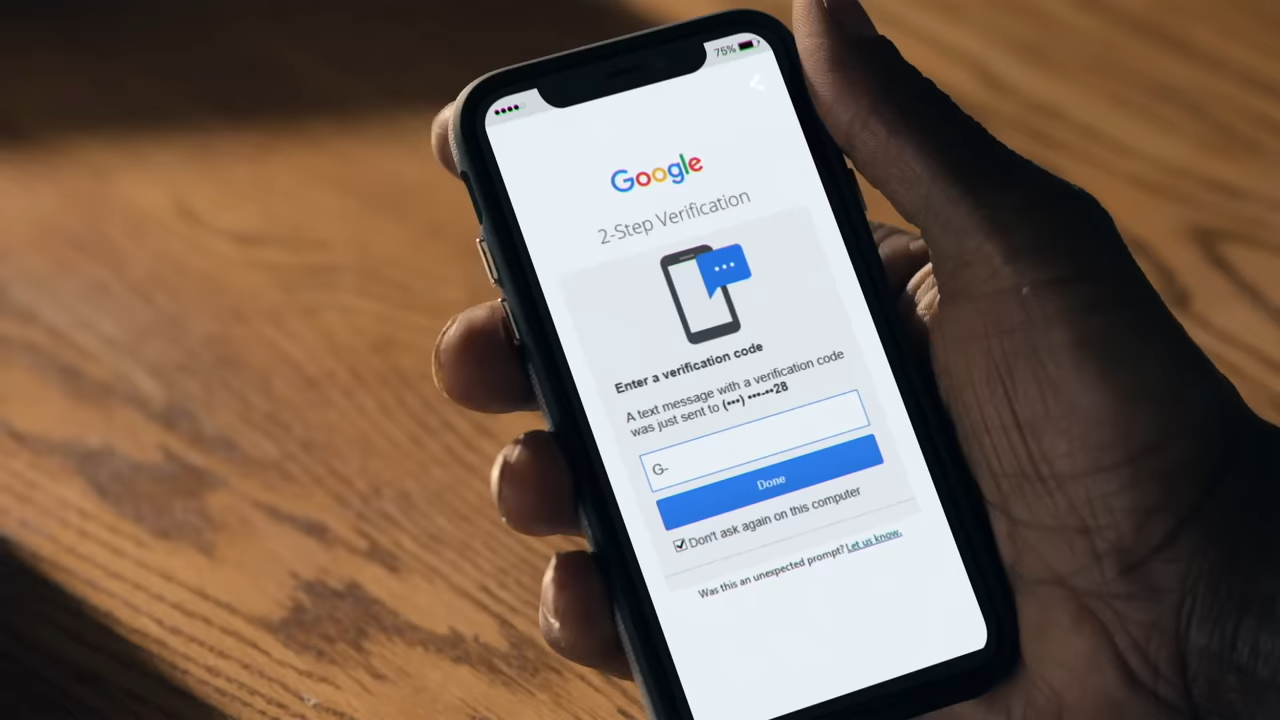 75%
Google
2-Step Verification
Enter a verification code
A text message with a verification code
was just sent to (•••) •••-••28
G-
Done
Don't ask again on this computer
Was this an unexpected prompt? Let us know.